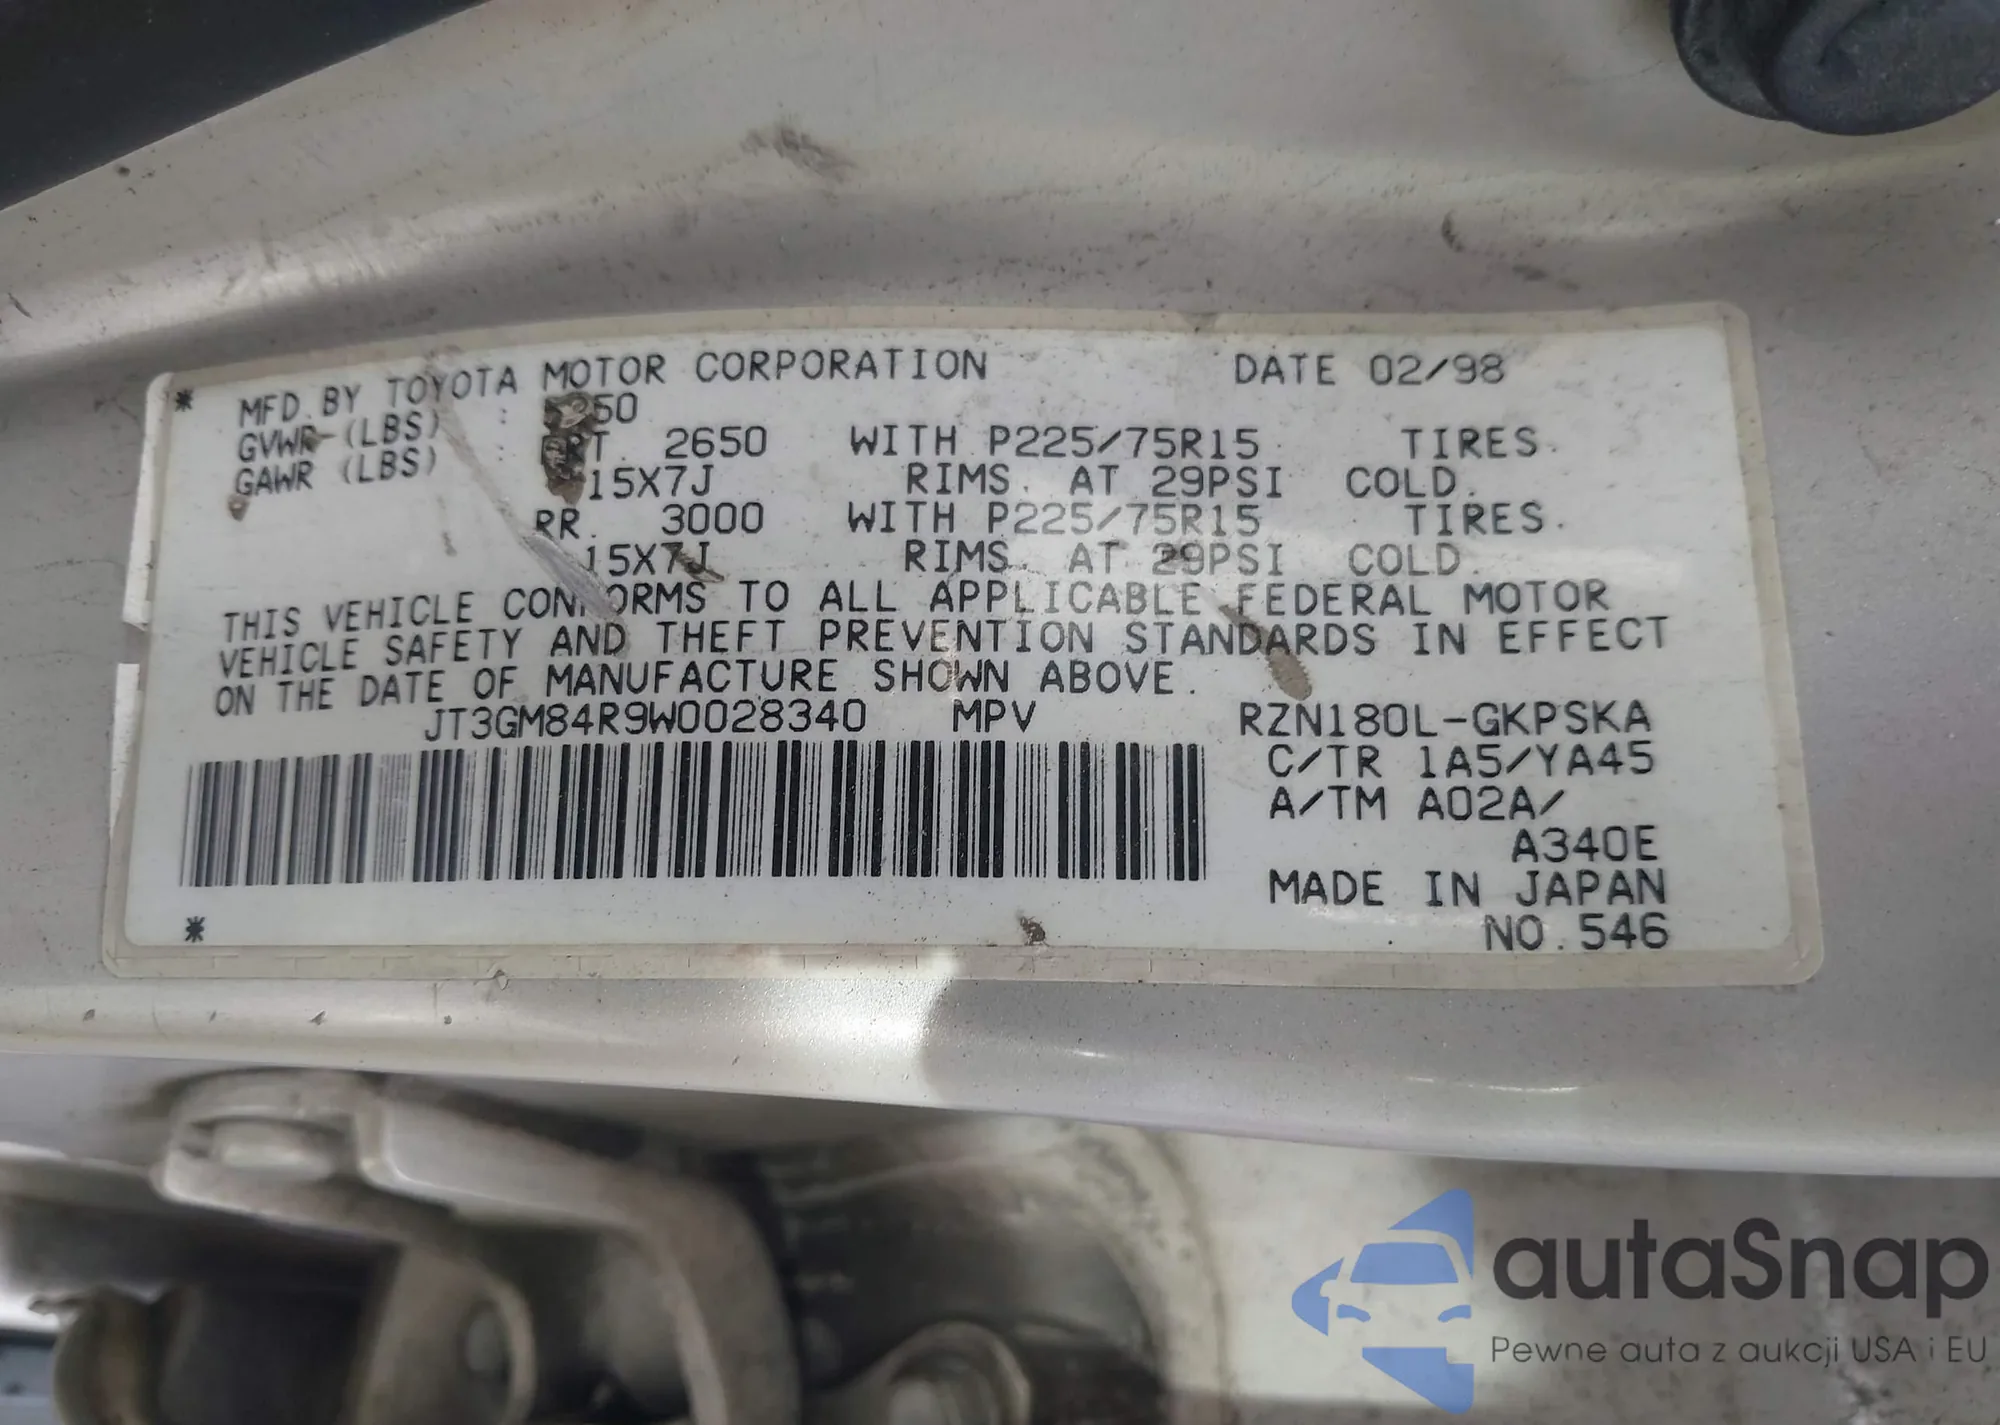 * MFD. BY TOYOTA MOTOR CORPORATION DATE 02/98
GVWR (LBS) :
GAWR (LBS) : FRT. 2650 WITH P225/75R15 TIRES.
15X7J RIMS. AT 29PSI COLD.
RR. 3000 WITH P225/75R15 TIRES.
15X7J RIMS. AT 29PSI COLD.
THIS VEHICLE CONFORMS TO ALL APPLICABLE FEDERAL MOTOR
VEHICLE SAFETY AND THEFT PREVENTION STANDARDS IN EFFECT
ON THE DATE OF MANUFACTURE SHOWN ABOVE.
JT3GM84R9W0028340 MPV RZN180L-GKPSKA
C/TR 1A5/YA45
A/TM A02A/
A340E
MADE IN JAPAN
* NO. 546
autaSnap
Pewne auta z aukcji USA i EU